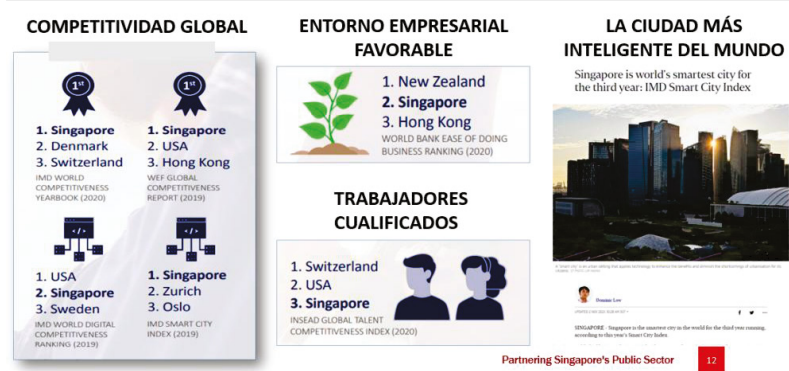 COMPETITIVIDAD GLOBAL
1st
1. Singapore
2. Denmark
3. Switzerland
IMD WORLD
COMPETITIVENESS
YEARBOOK (2020)
1st
1. Singapore
2. USA
3. Hong Kong
WEF GLOBAL
COMPETITIVENESS
REPORT (2019)
</>
1. USA
2. Singapore
3. Sweden
IMD WORLD DIGITAL
COMPETITIVENESS
RANKING (2019)
</>
1. Singapore
2. Zurich
3. Oslo
IMD SMART CITY
INDEX (2019)
ENTORNO EMPRESARIAL
FAVORABLE
1. New Zealand
2. Singapore
3. Hong Kong
WORLD BANK EASE OF DOING
BUSINESS RANKING (2020)
TRABAJADORES
CUALIFICADOS
1. Switzerland
2. USA
3. Singapore
INSEAD GLOBAL TALENT
COMPETITIVENESS INDEX (2020)
LA CIUDAD MÁS
INTELIGENTE DEL MUNDO
Singapore is world's smartest city for
the third year: IMD Smart City Index
Dominic Low
SINGAPORE - Singapore is the smartest city in the world for the third year running,
according to this year's Smart City Index
Partnering Singapore's Public Sector
12